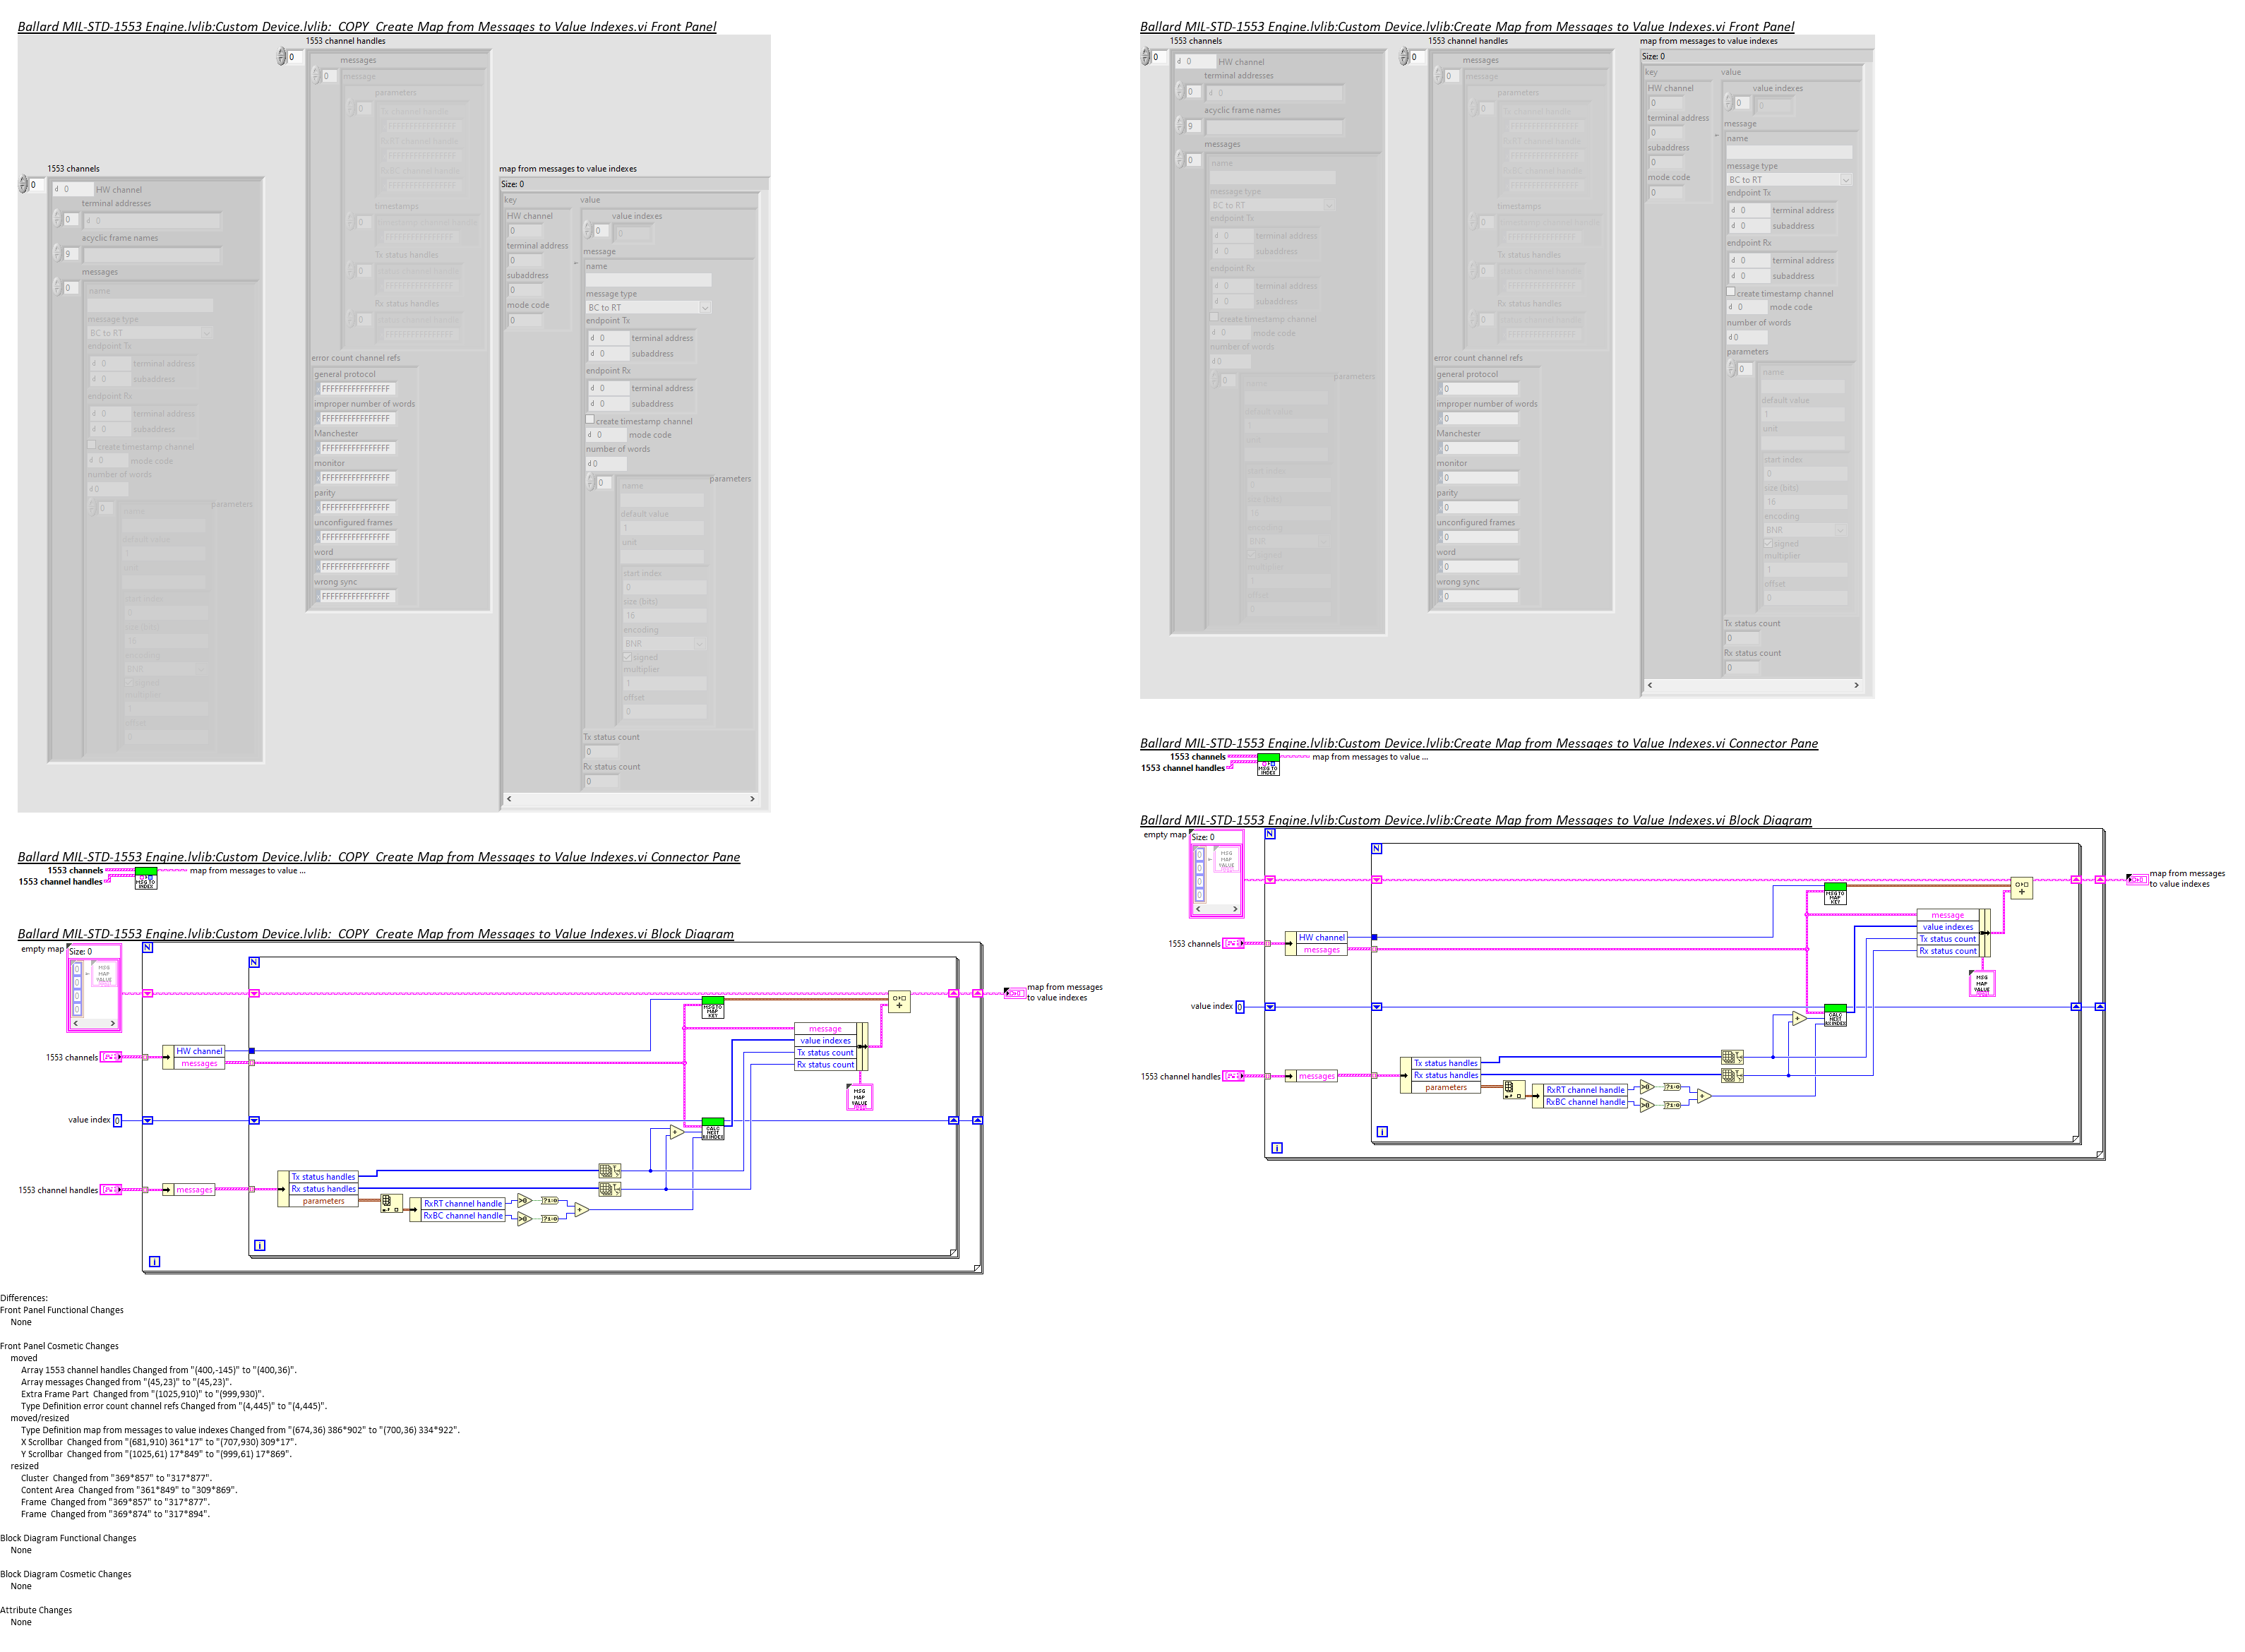 Ballard MIL-STD-1553 Engine.lvlib:Custom Device.lvlib:_COPY_Create Map from Messages to Value Indexes.vi Front Panel
1553 channel handles
0
messages
0
message
parameters
0
Tx channel handle
FFFFFFFFFFFFFFFF
RxRT channel handle
FFFFFFFFFFFFFFFF
RxBC channel handle
FFFFFFFFFFFFFFFF
timestamps
0
FFFFFFFFFFFFFFFF
Tx status handles
0
FFFFFFFFFFFFFFFF
Rx status handles
0
FFFFFFFFFFFFFFFF
error count channel refs
general protocol
FFFFFFFFFFFFFFFF
improper number of words
FFFFFFFFFFFFFFFF
Manchester
FFFFFFFFFFFFFFFF
monitor
FFFFFFFFFFFFFFFF
parity
FFFFFFFFFFFFFFFF
unconfigured frames
FFFFFFFFFFFFFFFF
word
FFFFFFFFFFFFFFFF
wrong sync
FFFFFFFFFFFFFFFF
1553 channels
0
d 0 HW channel
terminal addresses
0 d 0
acyclic frame names
9
messages
0
name
message type
BC to RT
endpoint Tx
d 0 terminal address
d 0 subaddress
endpoint Rx
d 0 terminal address
d 0 subaddress
create timestamp channel
d 0 mode code
number of words
d 0
0 parameters
name
default value
1
unit
start index
0
size (bits)
16
encoding
BNR
signed
multiplier
1
offset
0
map from messages to value indexes
Size: 0
key
HW channel
0
terminal address
0
subaddress
0
mode code
0
value
value indexes
0 0
message
name
message type
BC to RT
endpoint Tx
d 0 terminal address
d 0 subaddress
endpoint Rx
d 0 terminal address
d 0 subaddress
create timestamp channel
d 0 mode code
number of words
d 0
0 parameters
name
default value
1
unit
start index
0
size (bits)
16
encoding
BNR
signed
multiplier
1
offset
0
Tx status count
0
Rx status count
0
Ballard MIL-STD-1553 Engine.lvlib:Custom Device.lvlib:_COPY_Create Map from Messages to Value Indexes.vi Connector Pane
1553 channels
1553 channel handles
MSG TO
INDEX
map from messages to value ...
Ballard MIL-STD-1553 Engine.lvlib:Custom Device.lvlib:_COPY_Create Map from Messages to Value Indexes.vi Block Diagram
empty map
Size: 0
0
0
0
0
MSG
MAP
VALUE
N
N
MSG TO
MAP
KEY
map from messages
to value indexes
message
value indexes
Tx status count
Rx status count
MSG
MAP
VALUE
1553 channels
HW channel
messages
value index 0
CALC
NEXT
RX INDEX
1553 channel handles
messages
Tx status handles
Rx status handles
parameters
RxRT channel handle
RxBC channel handle
?1:0
?1:0
i
i
Differences:
Front Panel Functional Changes
None
Front Panel Cosmetic Changes
moved
Array 1553 channel handles Changed from "(400,-145)" to "(400,36)".
Array messages Changed from "(45,23)" to "(45,23)".
Extra Frame Part  Changed from "(1025,910)" to "(999,930)".
Type Definition error count channel refs Changed from "(4,445)" to "(4,445)".
moved/resized
Type Definition map from messages to value indexes Changed from "(674,36) 386*902" to "(700,36) 334*922".
X Scrollbar  Changed from "(681,910) 361*17" to "(707,930) 309*17".
Y Scrollbar  Changed from "(1025,61) 17*849" to "(999,61) 17*869".
resized
Cluster  Changed from "369*857" to "317*877".
Content Area  Changed from "361*849" to "309*869".
Frame  Changed from "369*857" to "317*877".
Frame  Changed from "369*874" to "317*894".
Block Diagram Functional Changes
None
Block Diagram Cosmetic Changes
None
Attribute Changes
None
Ballard MIL-STD-1553 Engine.lvlib:Custom Device.lvlib:Create Map from Messages to Value Indexes.vi Front Panel
1553 channels
0
d 0 HW channel
terminal addresses
0 d 0
acyclic frame names
9
messages
0
name
message type
BC to RT
endpoint Tx
d 0 terminal address
d 0 subaddress
endpoint Rx
d 0 terminal address
d 0 subaddress
create timestamp channel
d 0 mode code
number of words
d 0
0 parameters
name
default value
1
unit
start index
0
size (bits)
16
encoding
BNR
signed
multiplier
1
offset
0
1553 channel handles
0
messages
0
message
parameters
0
Tx channel handle
FFFFFFFFFFFFFFFF
RxRT channel handle
FFFFFFFFFFFFFFFF
RxBC channel handle
FFFFFFFFFFFFFFFF
timestamps
0
FFFFFFFFFFFFFFFF
Tx status handles
0
FFFFFFFFFFFFFFFF
Rx status handles
0
FFFFFFFFFFFFFFFF
error count channel refs
general protocol
0
improper number of words
0
Manchester
0
monitor
0
parity
0
unconfigured frames
0
word
0
wrong sync
0
map from messages to value indexes
Size: 0
key
HW channel
0
terminal address
0
subaddress
0
mode code
0
value
value indexes
0 0
message
name
message type
BC to RT
endpoint Tx
d 0 terminal address
d 0 subaddress
endpoint Rx
d 0 terminal address
d 0 subaddress
create timestamp channel
d 0 mode code
number of words
d 0
parameters
0
name
default value
1
unit
start index
0
size (bits)
16
encoding
BNR
signed
multiplier
1
offset
0
Tx status count
0
Rx status count
0
Ballard MIL-STD-1553 Engine.lvlib:Custom Device.lvlib:Create Map from Messages to Value Indexes.vi Connector Pane
1553 channels
1553 channel handles
MSG TO
INDEX
map from messages to value ...
Ballard MIL-STD-1553 Engine.lvlib:Custom Device.lvlib:Create Map from Messages to Value Indexes.vi Block Diagram
empty map
Size: 0
0
0
0
0
MSG
MAP
VALUE
N
N
MSG TO
MAP
KEY
map from messages
to value indexes
message
value indexes
Tx status count
Rx status count
MSG
MAP
VALUE
1553 channels
HW channel
messages
value index 0
CALC
NEXT
RX INDEX
1553 channel handles
messages
Tx status handles
Rx status handles
parameters
RxRT channel handle
RxBC channel handle
?1:0
?1:0
i
i